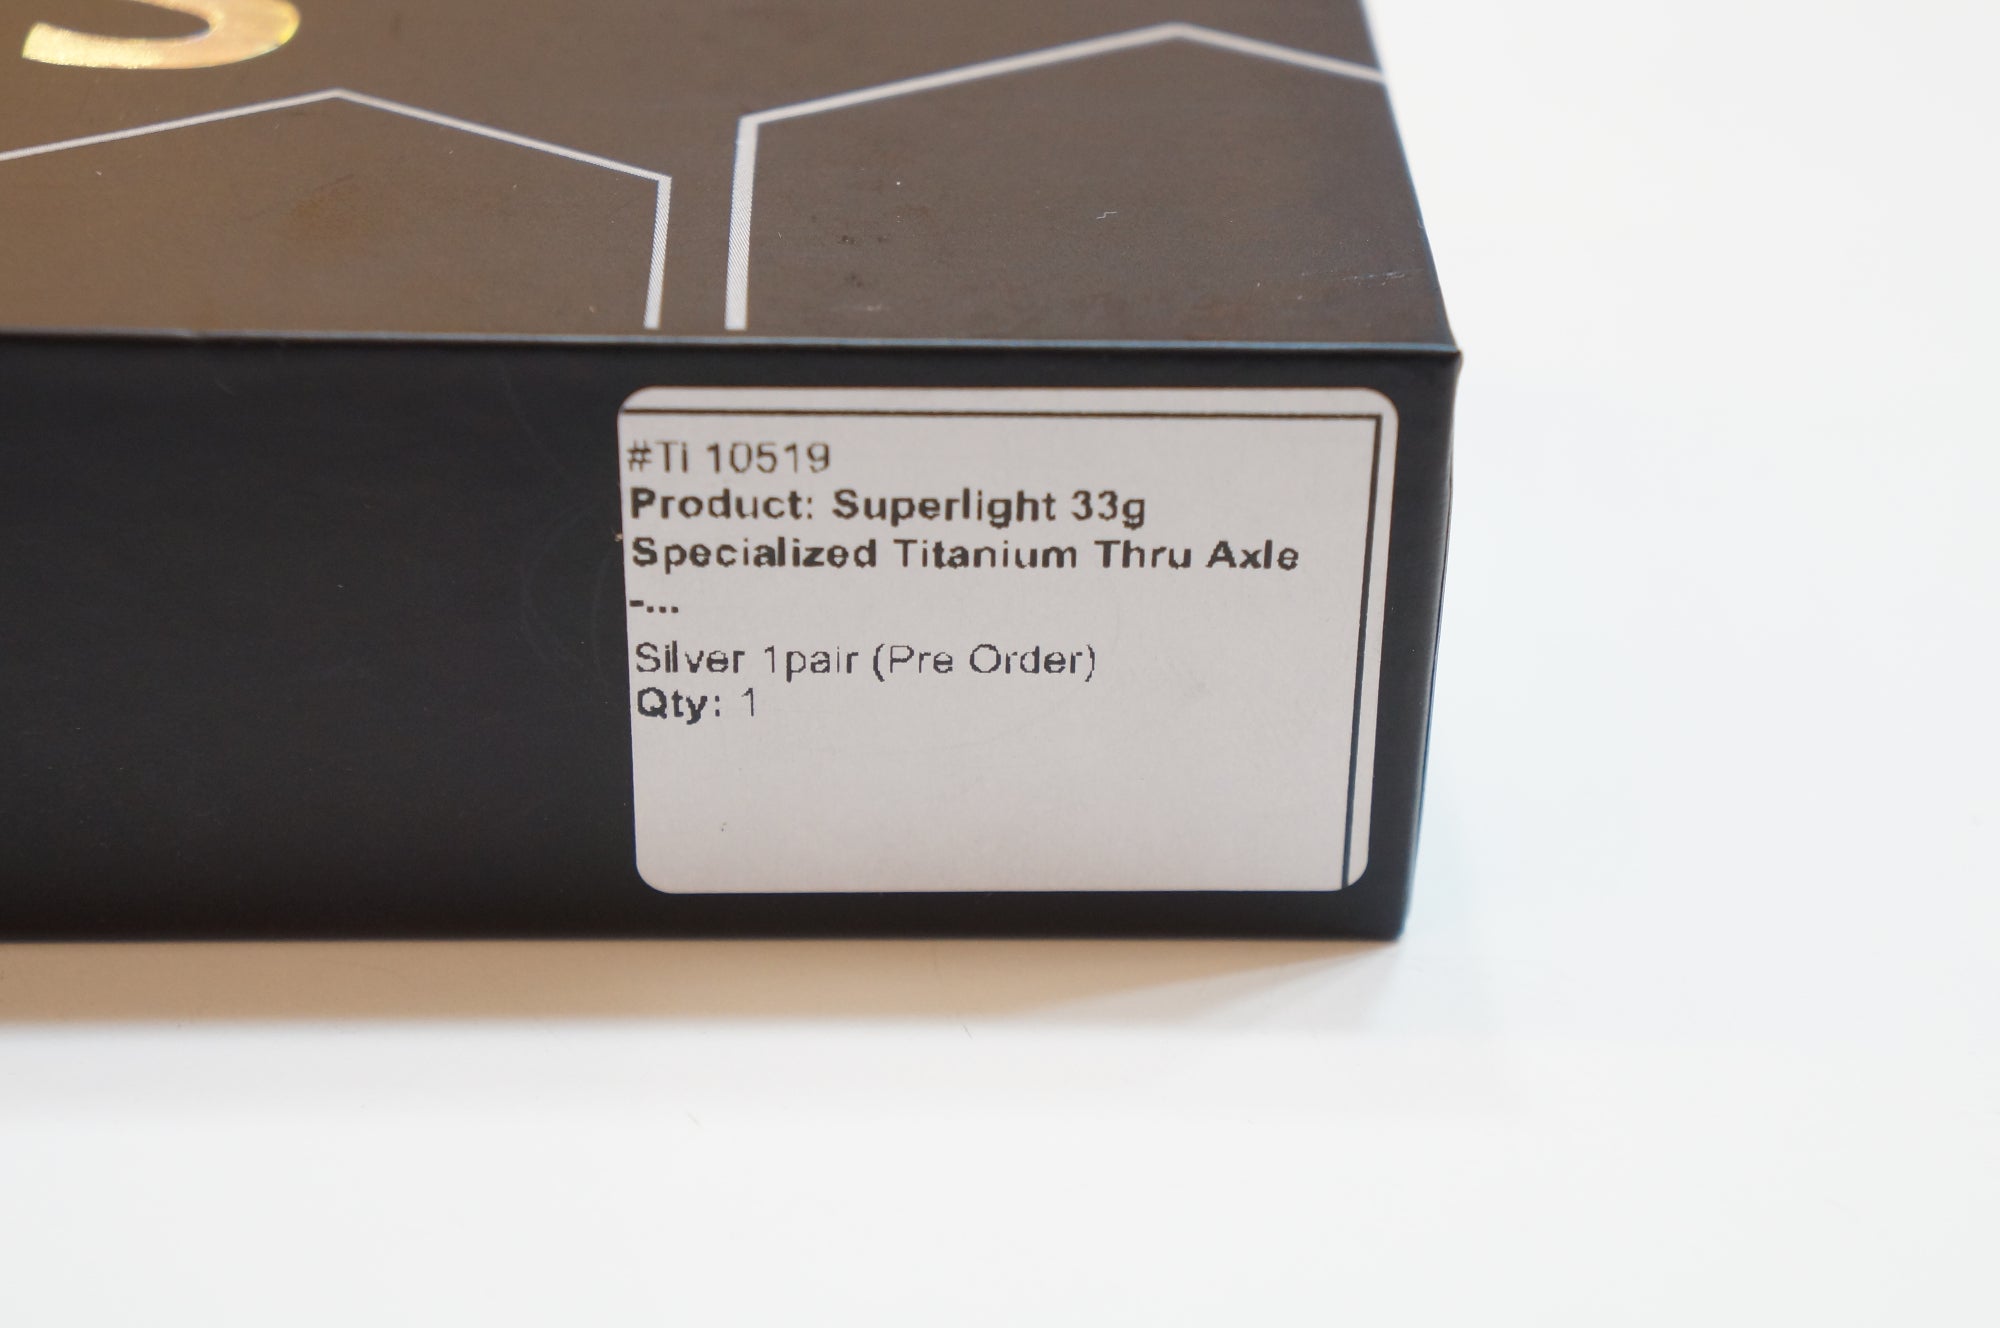 #Ti 10519
Product: Superlight 33g
Specialized Titanium Thru Axle
-...
Silver 1pair (Pre Order)
Qty: 1